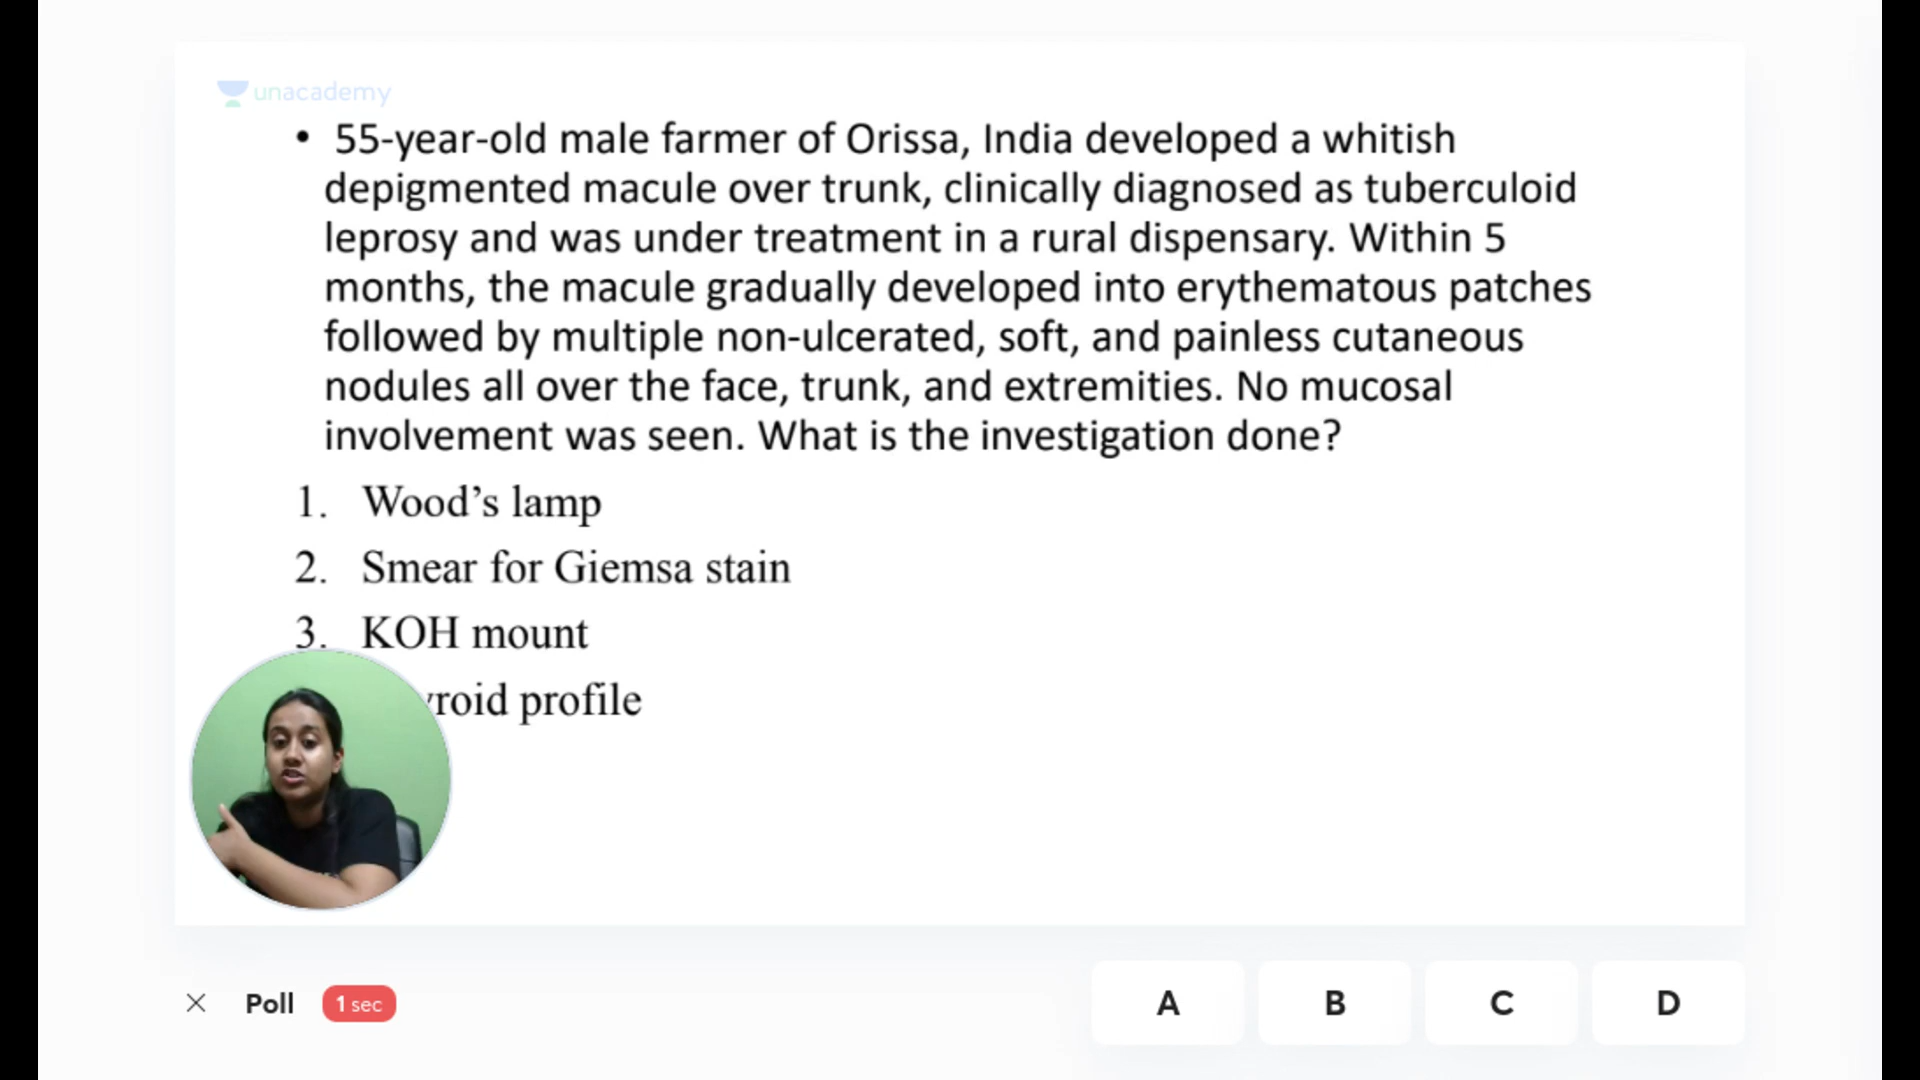 unacademy
• 55-year-old male farmer of Orissa, India developed a whitish
depigmented macule over trunk, clinically diagnosed as tuberculoid
leprosy and was under treatment in a rural dispensary. Within 5
months, the macule gradually developed into erythematous patches
followed by multiple non-ulcerated, soft, and painless cutaneous
nodules all over the face, trunk, and extremities. No mucosal
involvement was seen. What is the investigation done?
1. Wood's lamp
2. Smear for Giemsa stain
3. KOH mount
profile
Poll 1 sec A B C D